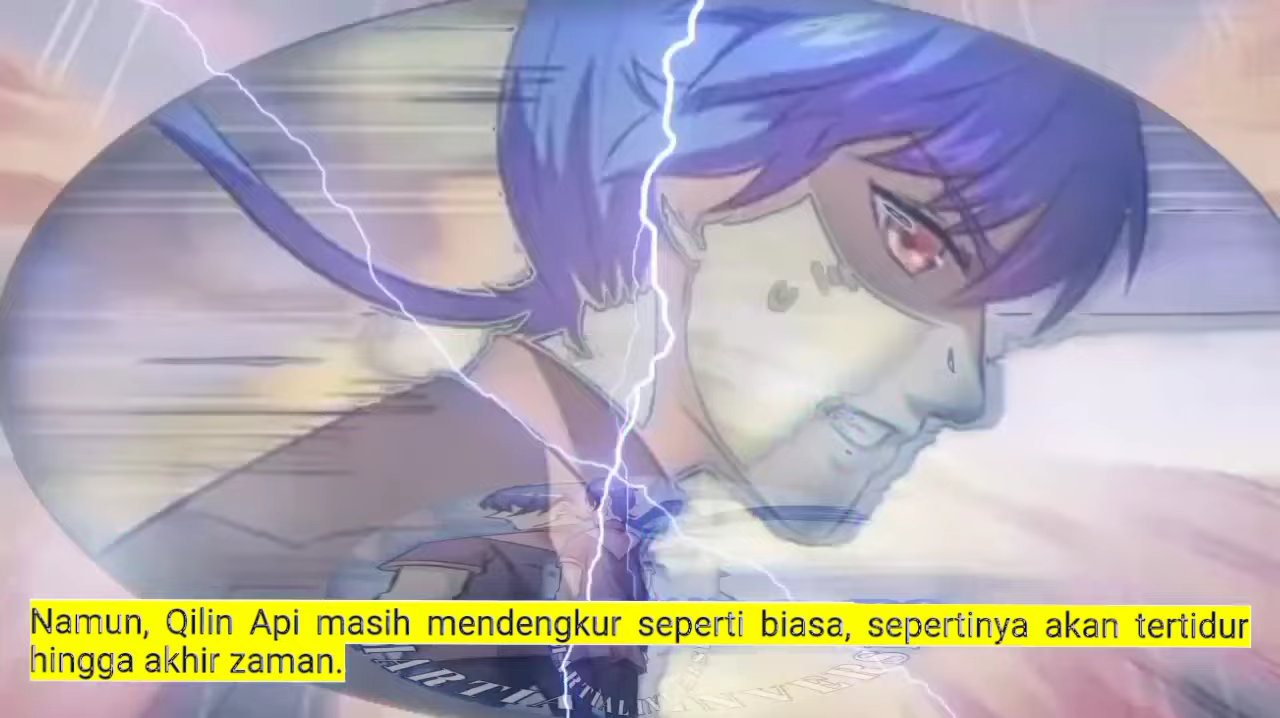 Namun, Qilin Api masih mendengkur seperti biasa, sepertinya akan tertidur
hingga akhir zaman.